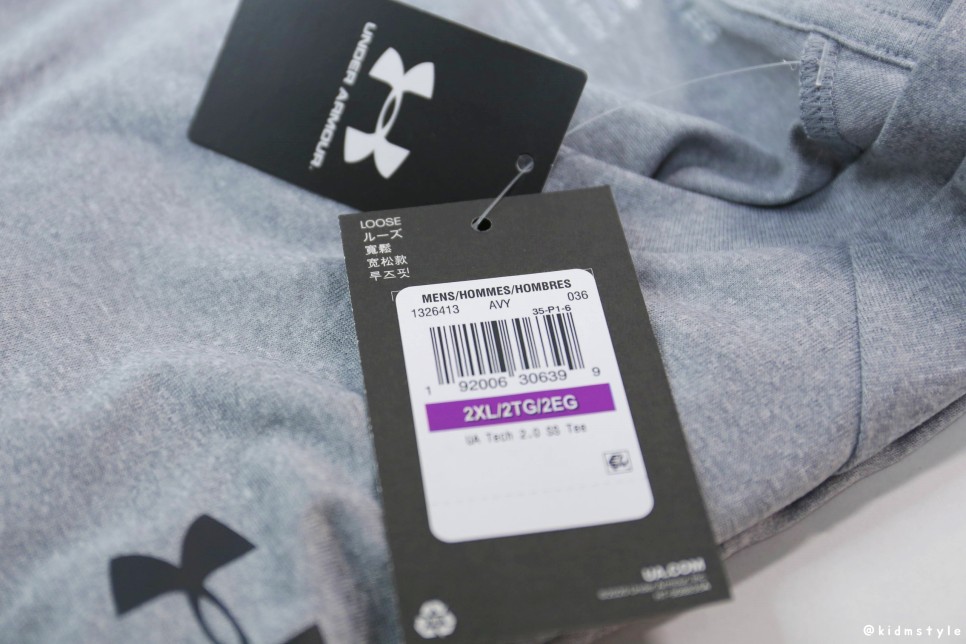 UNDER ARMOUR.
LOOSE
ルーズ
寬鬆
宽松款
루즈핏
MENS/HOMMES/HOMBRES
1326413 AVY 036
35-P1-6
1 92006 30639 9
2XL/2TG/2EG
UA Tech 2.0 SS Tee
UA.COM
@kidmstyle